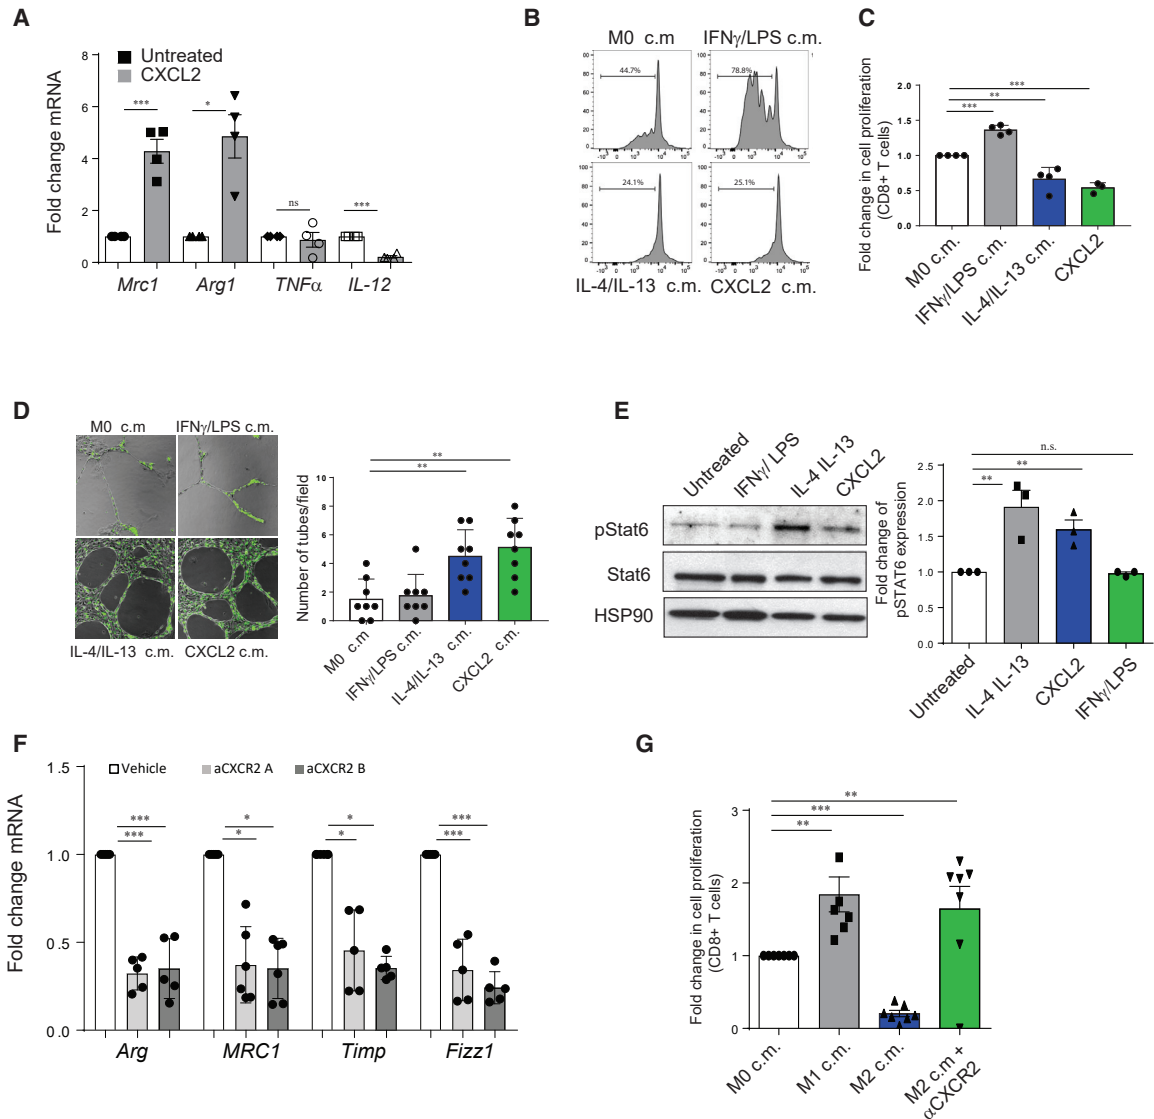 A
Fold change mRNA
8
6
4
2
0
Untreated
CXCL2
***
*
ns
***
Mrc1 Arg1 TNFα IL-12
B
M0 c.m IFNγ/LPS c.m.
44.7%
78.8%
24.1%
25.1%
IL-4/IL-13 c.m. CXCL2 c.m.
C
Fold change in cell proliferation
(CD8+ T cells)
2.0
1.5
1.0
0.5
0
***
**
***
M0 c.m.
IFNγ/LPS c.m.
IL-4/IL-13 c.m.
CXCL2
D
M0 c.m IFNγ/LPS c.m.
IL-4/IL-13 c.m. CXCL2 c.m.
Number of tubes/field
10
8
6
4
2
0
**
**
M0 c.m
IFNγ/LPS c.m.
IL-4/IL-13 c.m.
CXCL2 c.m.
E
Untreated
IFNγ/ LPS
IL-4 IL-13
CXCL2
pStat6
Stat6
HSP90
Fold change of
pSTAT6 expression
2.5
2.0
1.5
1.0
0.5
0.0
n.s.
**
**
Untreated
IL-4 IL-13
CXCL2
IFNγ/LPS
F
Fold change mRNA
1.5
1.0
0.5
0.0
Vehicle aCXCR2 A aCXCR2 B
***
***
*
*
*
*
***
***
Arg MRC1 Timp Fizz1
G
Fold change in cell proliferation
(CD8+ T cells)
3
2
1
0
**
***
**
M0 c.m.
M1 c.m.
M2 c.m.
M2 c.m +
αCXCR2